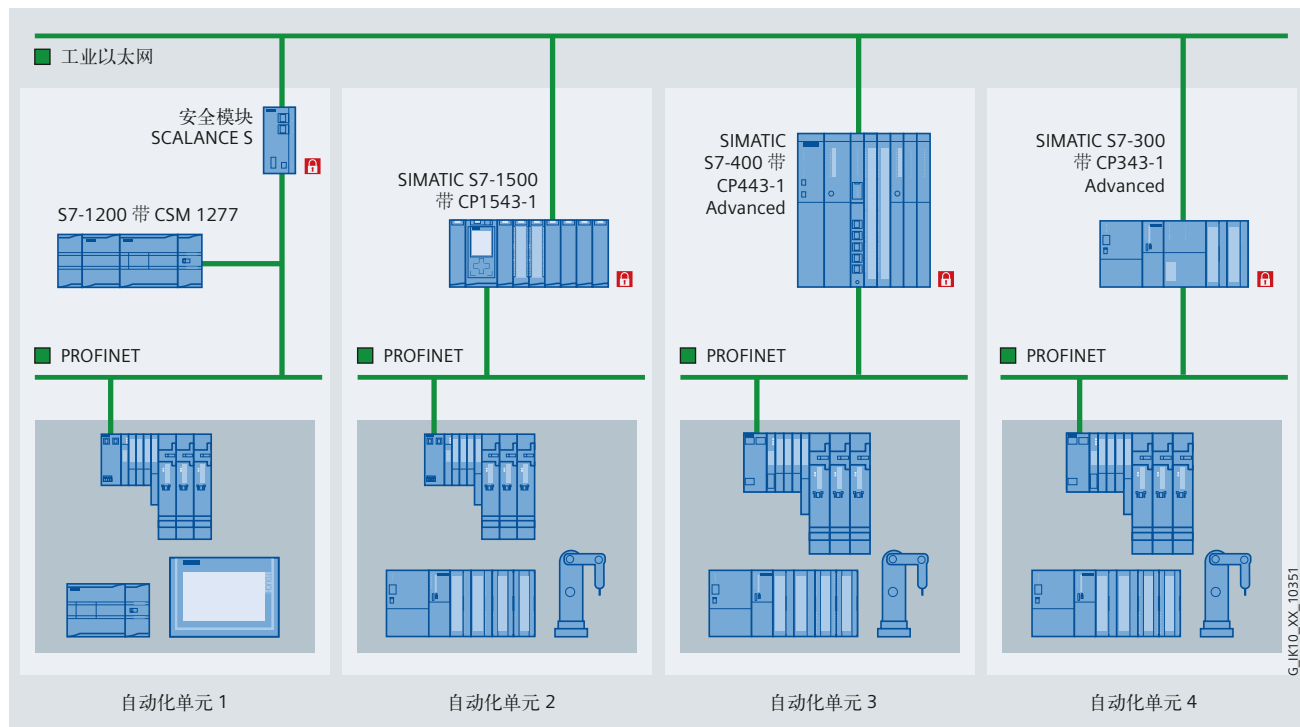 工业以太网
安全模块
SCALANCE S
S7-1200 带 CSM 1277
PROFINET
自动化单元 1
SIMATIC S7-1500
带 CP1543-1
PROFINET
自动化单元 2
SIMATIC
S7-400 带
CP443-1
Advanced
PROFINET
自动化单元 3
SIMATIC S7-300
带 CP343-1
Advanced
PROFINET
自动化单元 4
G_IK10_XX_10351